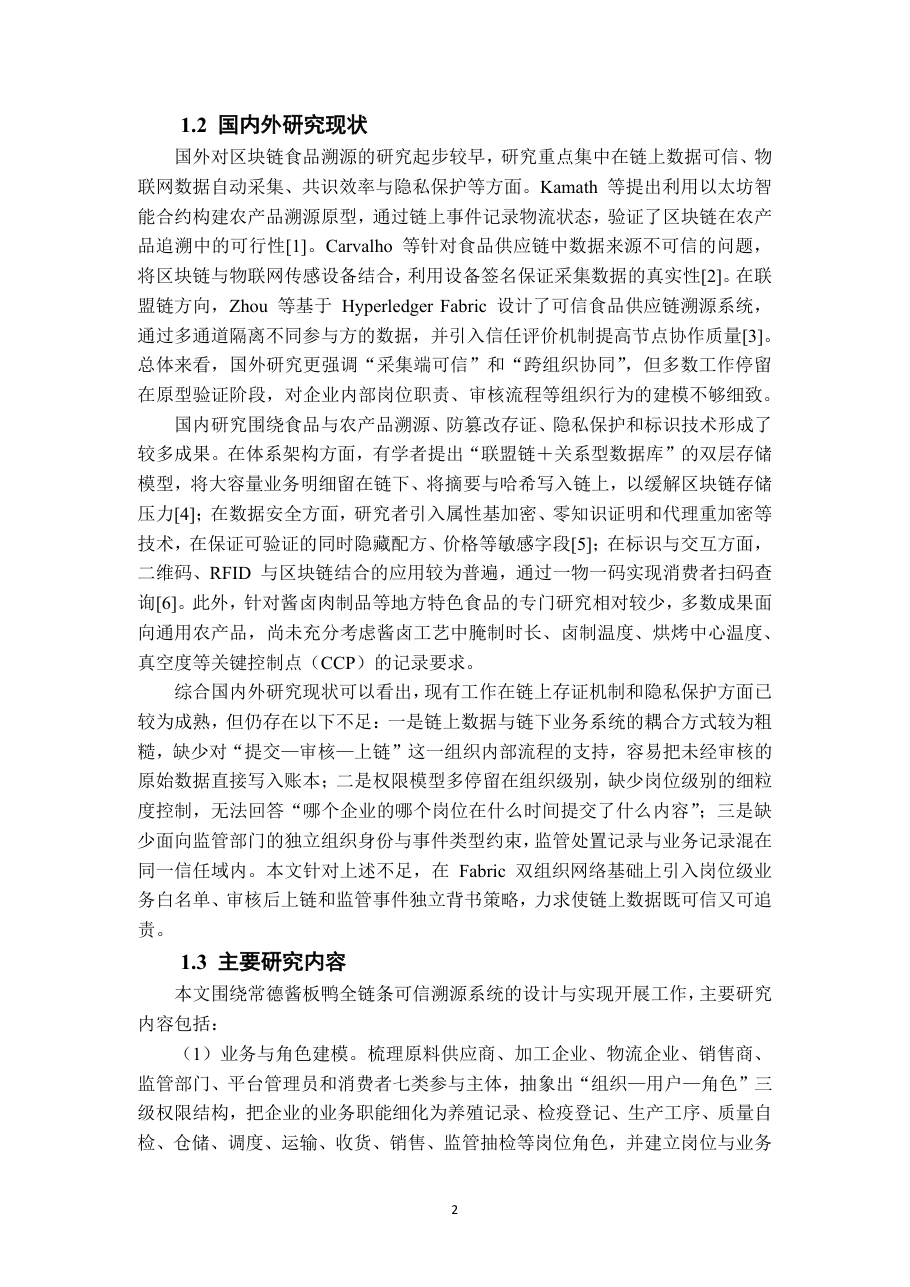 1.2 国内外研究现状
国外对区块链食品溯源的研究起步较早，研究重点集中在链上数据可信、物
联网数据自动采集、共识效率与隐私保护等方面。Kamath 等提出利用以太坊智
能合约构建农产品溯源原型，通过链上事件记录物流状态，验证了区块链在农产
品追溯中的可行性[1]。Carvalho 等针对食品供应链中数据来源不可信的问题，
将区块链与物联网传感设备结合，利用设备签名保证采集数据的真实性[2]。在联
盟链方向，Zhou 等基于 Hyperledger Fabric 设计了可信食品供应链溯源系统，
通过多通道隔离不同参与方的数据，并引入信任评价机制提高节点协作质量[3]。
总体来看，国外研究更强调“采集端可信”和“跨组织协同”，但多数工作停留
在原型验证阶段，对企业内部岗位职责、审核流程等组织行为的建模不够细致。
国内研究围绕食品与农产品溯源、防篡改存证、隐私保护和标识技术形成了
较多成果。在体系架构方面，有学者提出“联盟链＋关系型数据库”的双层存储
模型，将大容量业务明细留在链下、将摘要与哈希写入链上，以缓解区块链存储
压力[4]；在数据安全方面，研究者引入属性基加密、零知识证明和代理重加密等
技术，在保证可验证的同时隐藏配方、价格等敏感字段[5]；在标识与交互方面，
二维码、RFID 与区块链结合的应用较为普遍，通过一物一码实现消费者扫码查
询[6]。此外，针对酱卤肉制品等地方特色食品的专门研究相对较少，多数成果面
向通用农产品，尚未充分考虑酱卤工艺中腌制时长、卤制温度、烘烤中心温度、
真空度等关键控制点（CCP）的记录要求。
综合国内外研究现状可以看出，现有工作在链上存证机制和隐私保护方面已
较为成熟，但仍存在以下不足：一是链上数据与链下业务系统的耦合方式较为粗
糙，缺少对“提交—审核—上链”这一组织内部流程的支持，容易把未经审核的
原始数据直接写入账本；二是权限模型多停留在组织级别，缺少岗位级别的细粒
度控制，无法回答“哪个企业的哪个岗位在什么时间提交了什么内容”；三是缺
少面向监管部门的独立组织身份与事件类型约束，监管处置记录与业务记录混在
同一信任域内。本文针对上述不足，在 Fabric 双组织网络基础上引入岗位级业
务白名单、审核后上链和监管事件独立背书策略，力求使链上数据既可信又可追
责。
1.3 主要研究内容
本文围绕常德酱板鸭全链条可信溯源系统的设计与实现开展工作，主要研究
内容包括：
（1）业务与角色建模。梳理原料供应商、加工企业、物流企业、销售商、
监管部门、平台管理员和消费者七类参与主体，抽象出“组织—用户—角色”三
级权限结构，把企业的业务职能细化为养殖记录、检疫登记、生产工序、质量自
检、仓储、调度、运输、收货、销售、监管抽检等岗位角色，并建立岗位与业务
2